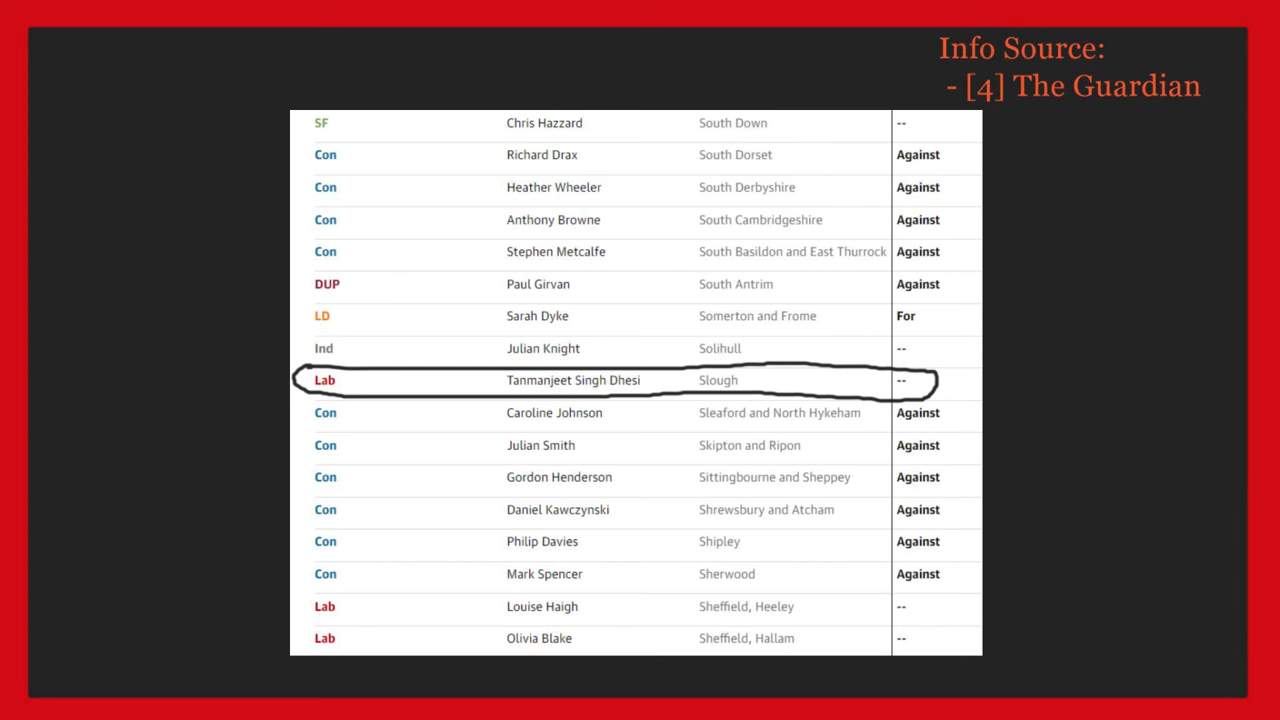 Info Source:
- [4] The Guardian
SF Chris Hazzard South Down --
Con Richard Drax South Dorset Against
Con Heather Wheeler South Derbyshire Against
Con Anthony Browne South Cambridgeshire Against
Con Stephen Metcalfe South Basildon and East Thurrock Against
DUP Paul Girvan South Antrim Against
LD Sarah Dyke Somerton and Frome For
Ind Julian Knight Solihull --
Lab Tanmanjeet Singh Dhesi Slough --
Con Caroline Johnson Sleaford and North Hykeham Against
Con Julian Smith Skipton and Ripon Against
Con Gordon Henderson Sittingbourne and Sheppey Against
Con Daniel Kawczynski Shrewsbury and Atcham Against
Con Philip Davies Shipley Against
Con Mark Spencer Sherwood Against
Lab Louise Haigh Sheffield, Heeley --
Lab Olivia Blake Sheffield, Hallam --